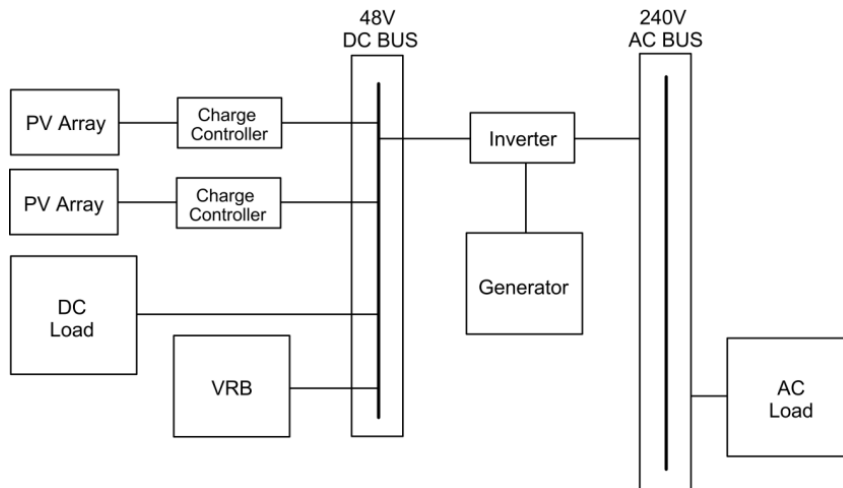 48V
DC BUS
240V
AC BUS
PV Array
Charge
Controller
Inverter
PV Array
Charge
Controller
Generator
DC
Load
VRB
AC
Load